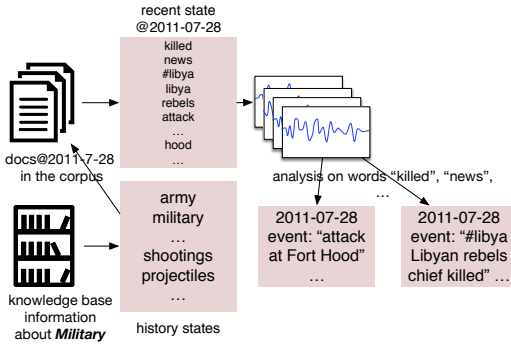 recent state
@2011-07-28
killed
news
#libya
libya
rebels
attack
...
hood
...
docs@2011-7-28
in the corpus
analysis on words “killed”, “news”,
...
army
military
...
shootings
projectiles
...
history states
knowledge base
information
about Military
2011-07-28
event: “attack
at Fort Hood”
...
2011-07-28
event: “#libya
Libyan rebels
chief killed” ...